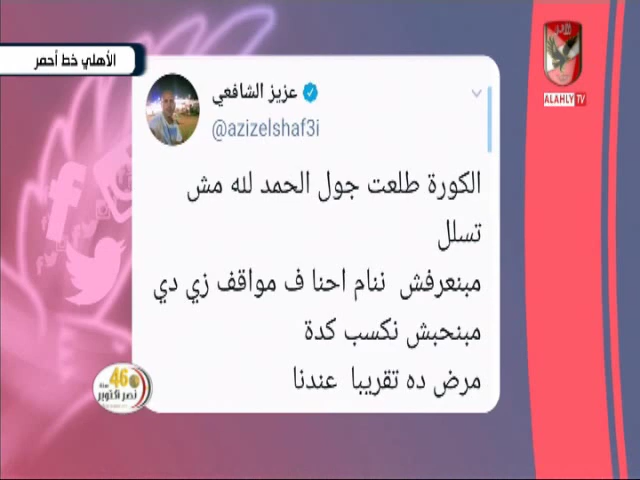 الأهلي خط أحمر
ALAHLY TV
عزيز الشافعي
@azizelshaf3i
الكورة طلعت جول الحمد لله مش
تسلل
مبنعرفش ننام احنا ف مواقف زي دي
مبنحبش نكسب كدة
مرض ده تقريبا عندنا
46 سنة
نصر أكتوبر